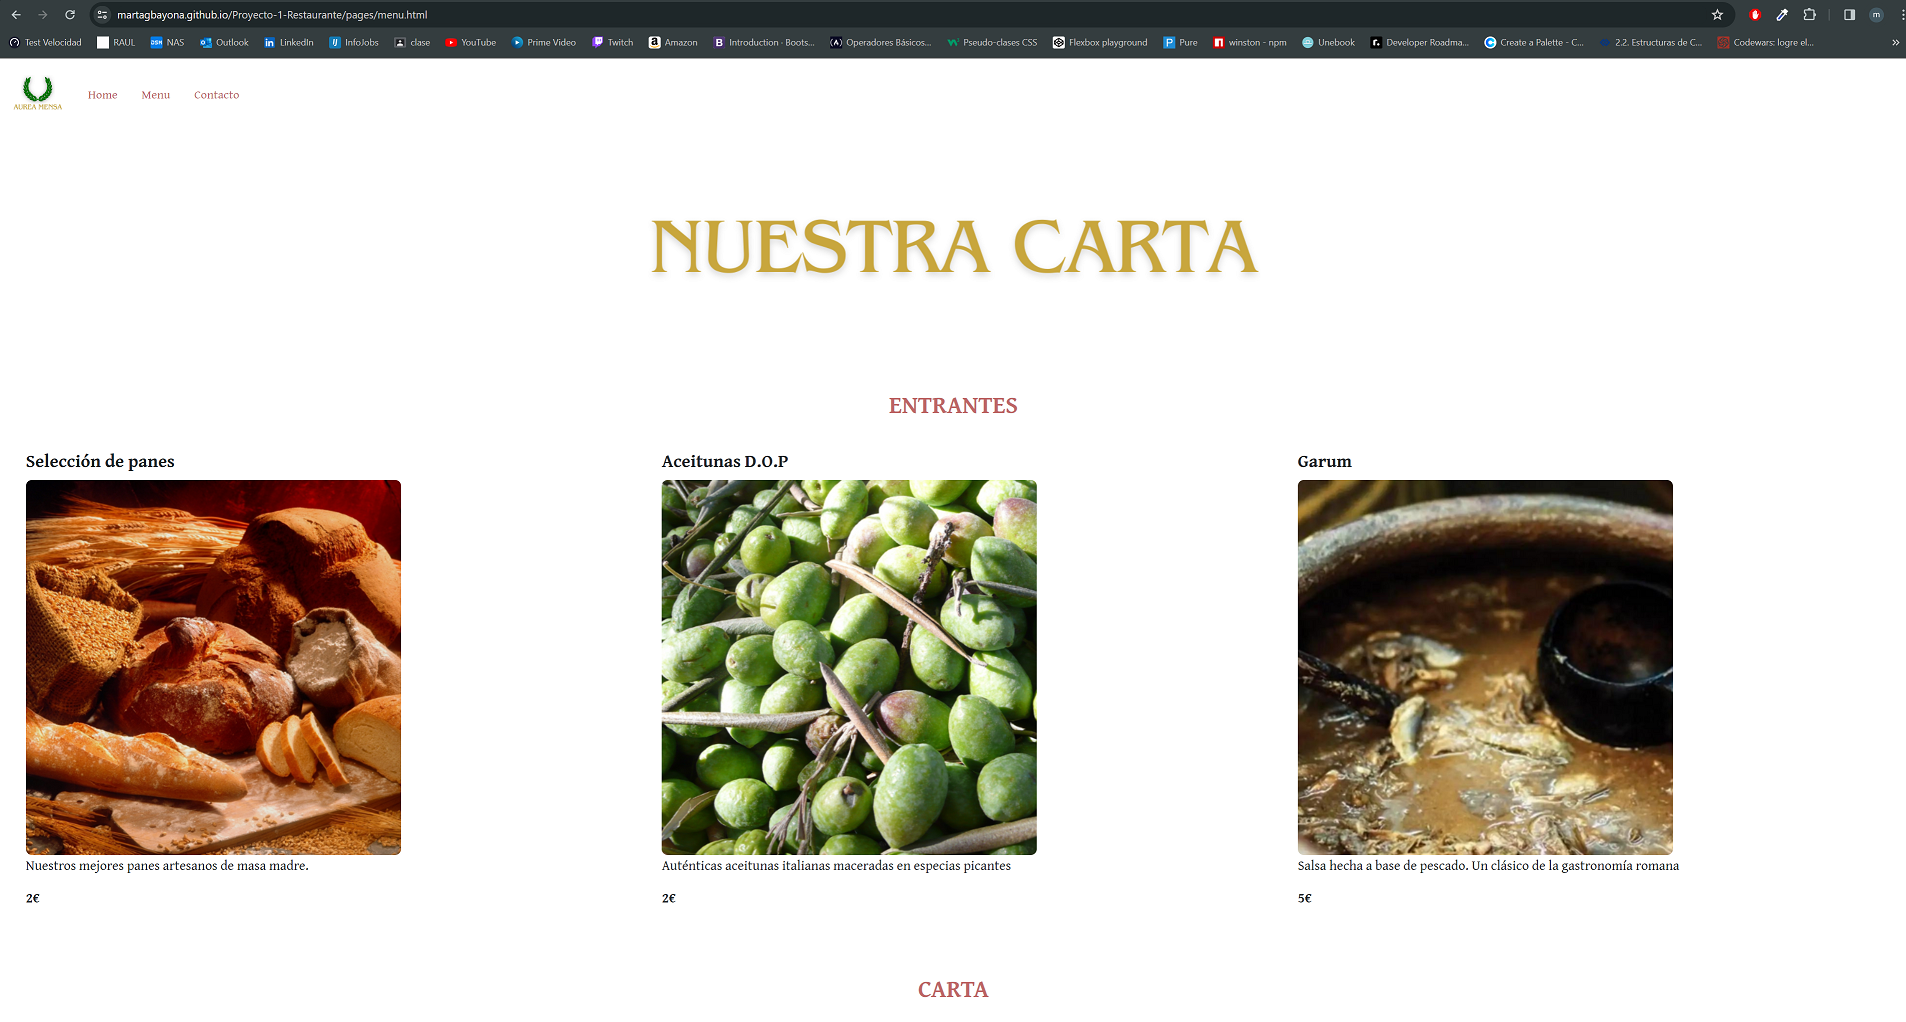 martagbayona.github.io/Proyecto-1-Restaurante/pages/menu.html
m
Test Velocidad RAUL NAS Outlook LinkedIn InfoJobs clase YouTube Prime Video Twitch Amazon Introduction · Boots... Operadores Básicos... Pseudo-clases CSS Flexbox playground Pure winston - npm Unebook Developer Roadma... Create a Palette - C... 2.2. Estructuras de C... Codewars: logre el...
AUREA MENSA
Home Menu Contacto
NUESTRA CARTA
ENTRANTES
Selección de panes
Nuestros mejores panes artesanos de masa madre.
2€
Aceitunas D.O.P
Auténticas aceitunas italianas maceradas en especias picantes
2€
Garum
Salsa hecha a base de pescado. Un clásico de la gastronomía romana
5€
CARTA